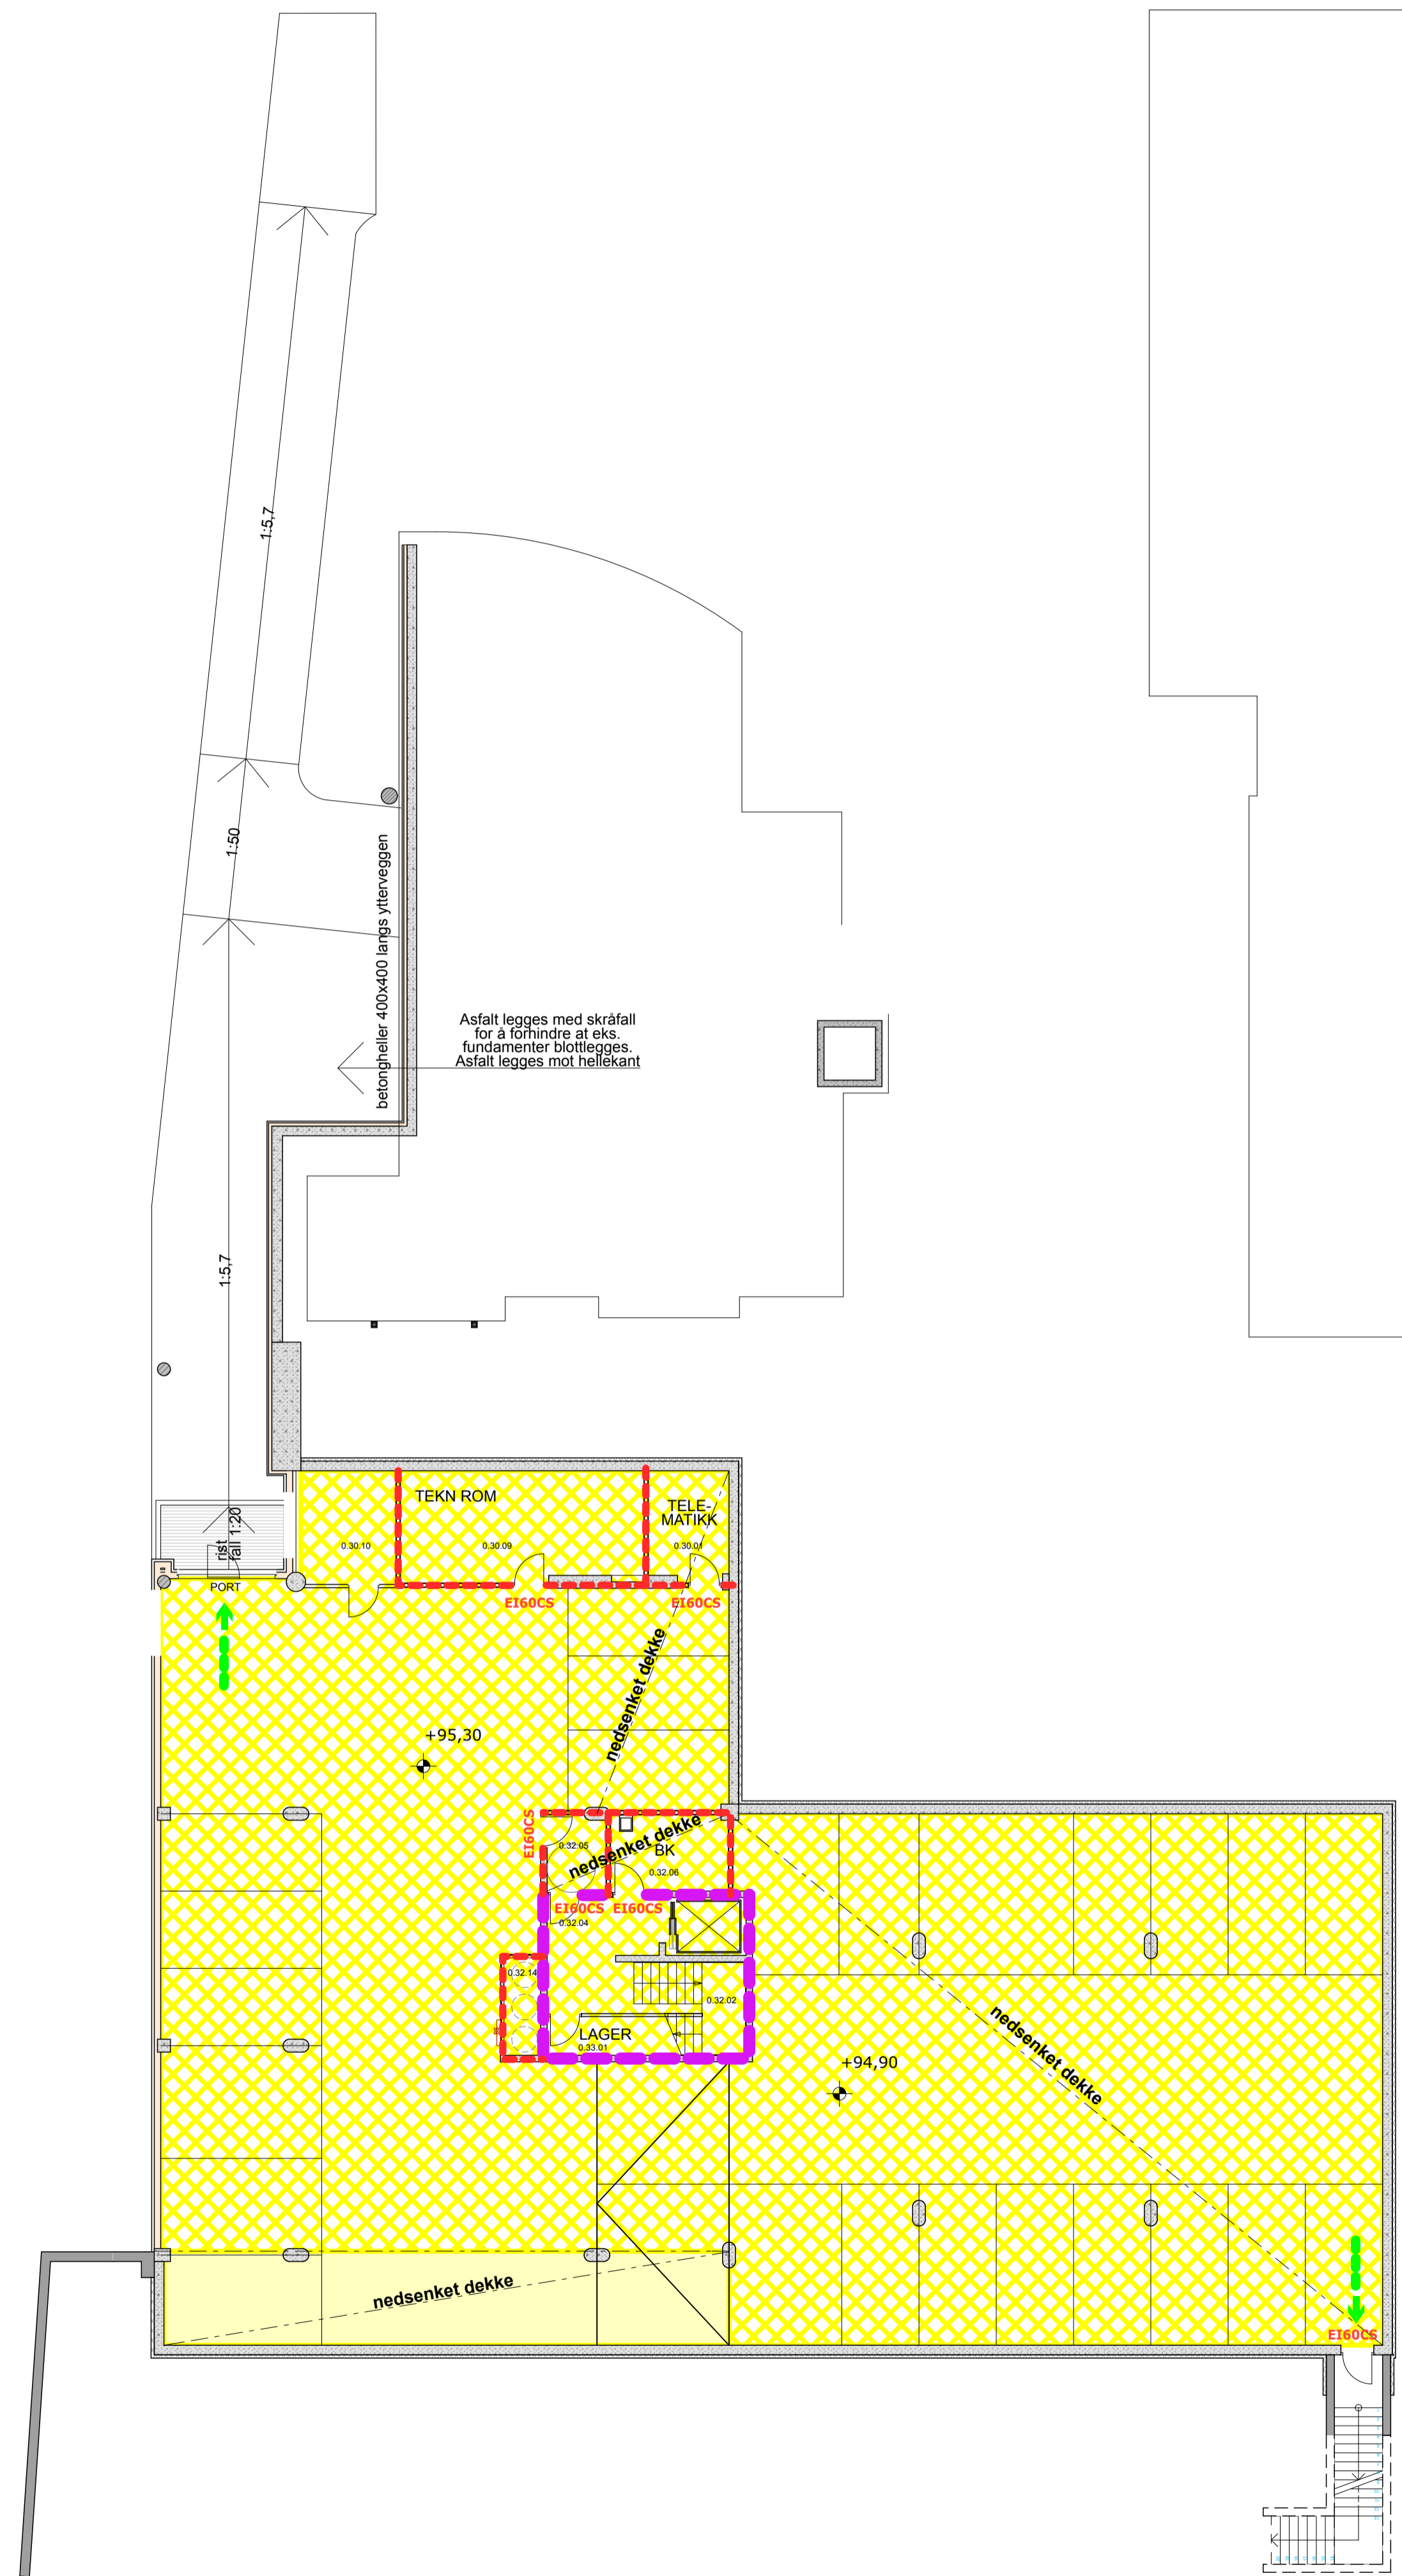 1:5,7
1:50
betongheller 400x400 langs ytterveggen
Asfalt legges med skråfall
for å forhindre at eks.
fundamenter blottlegges.
Asfalt legges mot hellekant
1:5,7
TEKN ROM
TELE-
MATIKK
rist
fall 1:20
0.30.10
0.30.09
0.30.01
PORT
EI60CS
EI60CS
nedsenket dekke
+95,30
EI60CS
0.32.05
nedsenket dekke
BK
0.32.06
EI60CS
EI60CS
0.32.04
0.32.14
0.32.02
LAGER
0.33.01
+94,90
nedsenket dekke
nedsenket dekke
EI60CS